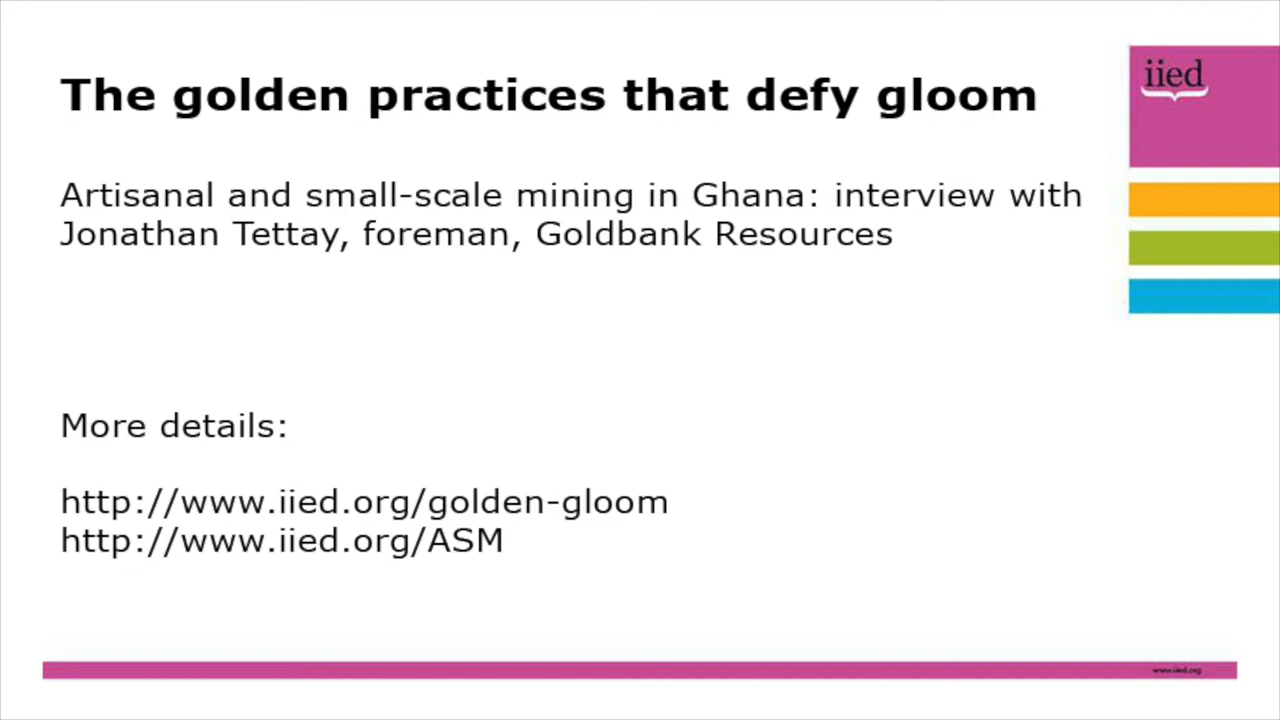 The golden practices that defy gloom
iied
Artisanal and small-scale mining in Ghana: interview with
Jonathan Tettay, foreman, Goldbank Resources
More details:
http://www.iied.org/golden-gloom
http://www.iied.org/ASM
www.iied.org